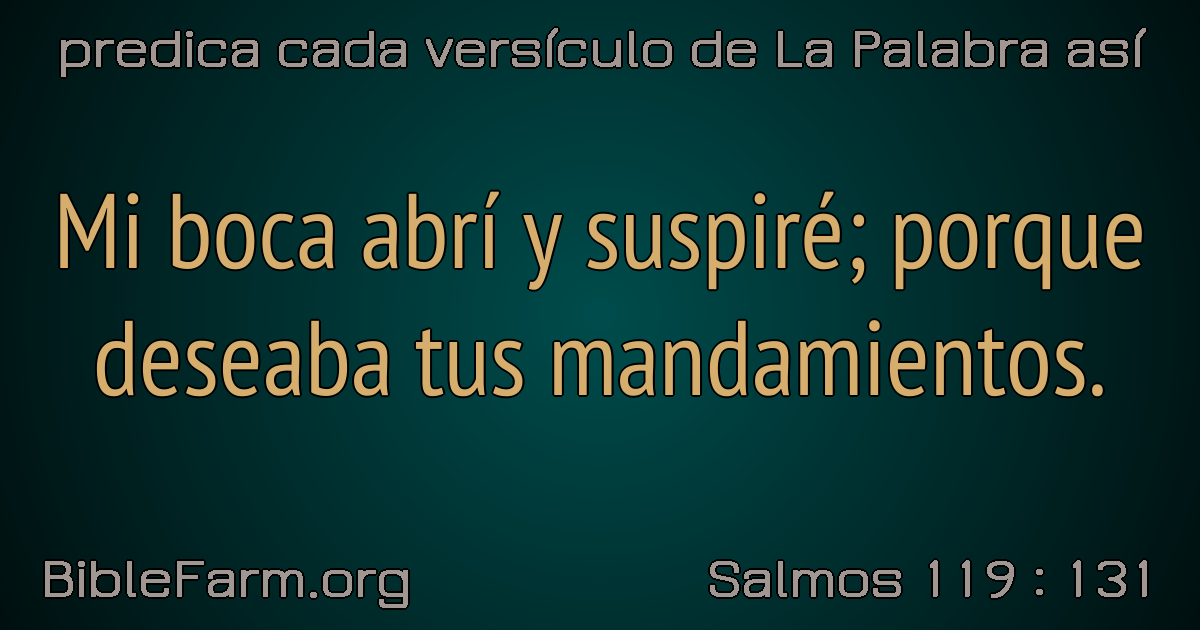 predica cada versículo de La Palabra así
Mi boca abrí y suspiré; porque
deseaba tus mandamientos.
BibleFarm.org
Salmos 119 : 131